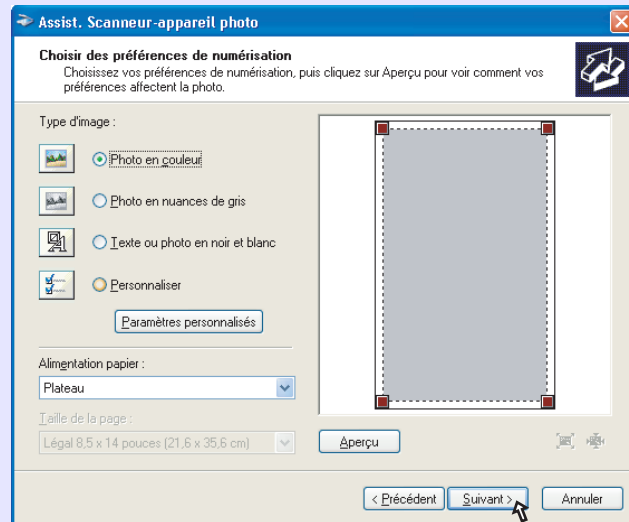 Assist. Scanneur-appareil photo
Choisir des préférences de numérisation
Choisissez vos préférences de numérisation, puis cliquez sur Aperçu pour voir comment vos
préférences affectent la photo.
Type d'image :
Photo en couleur
Photo en nuances de gris
Texte ou photo en noir et blanc
Personnaliser
Paramètres personnalisés
Alimentation papier :
Plateau
Taille de la page :
Légal 8,5 x 14 pouces (21,6 x 35,6 cm)
Aperçu
< Précédent
Suivant >
Annuler